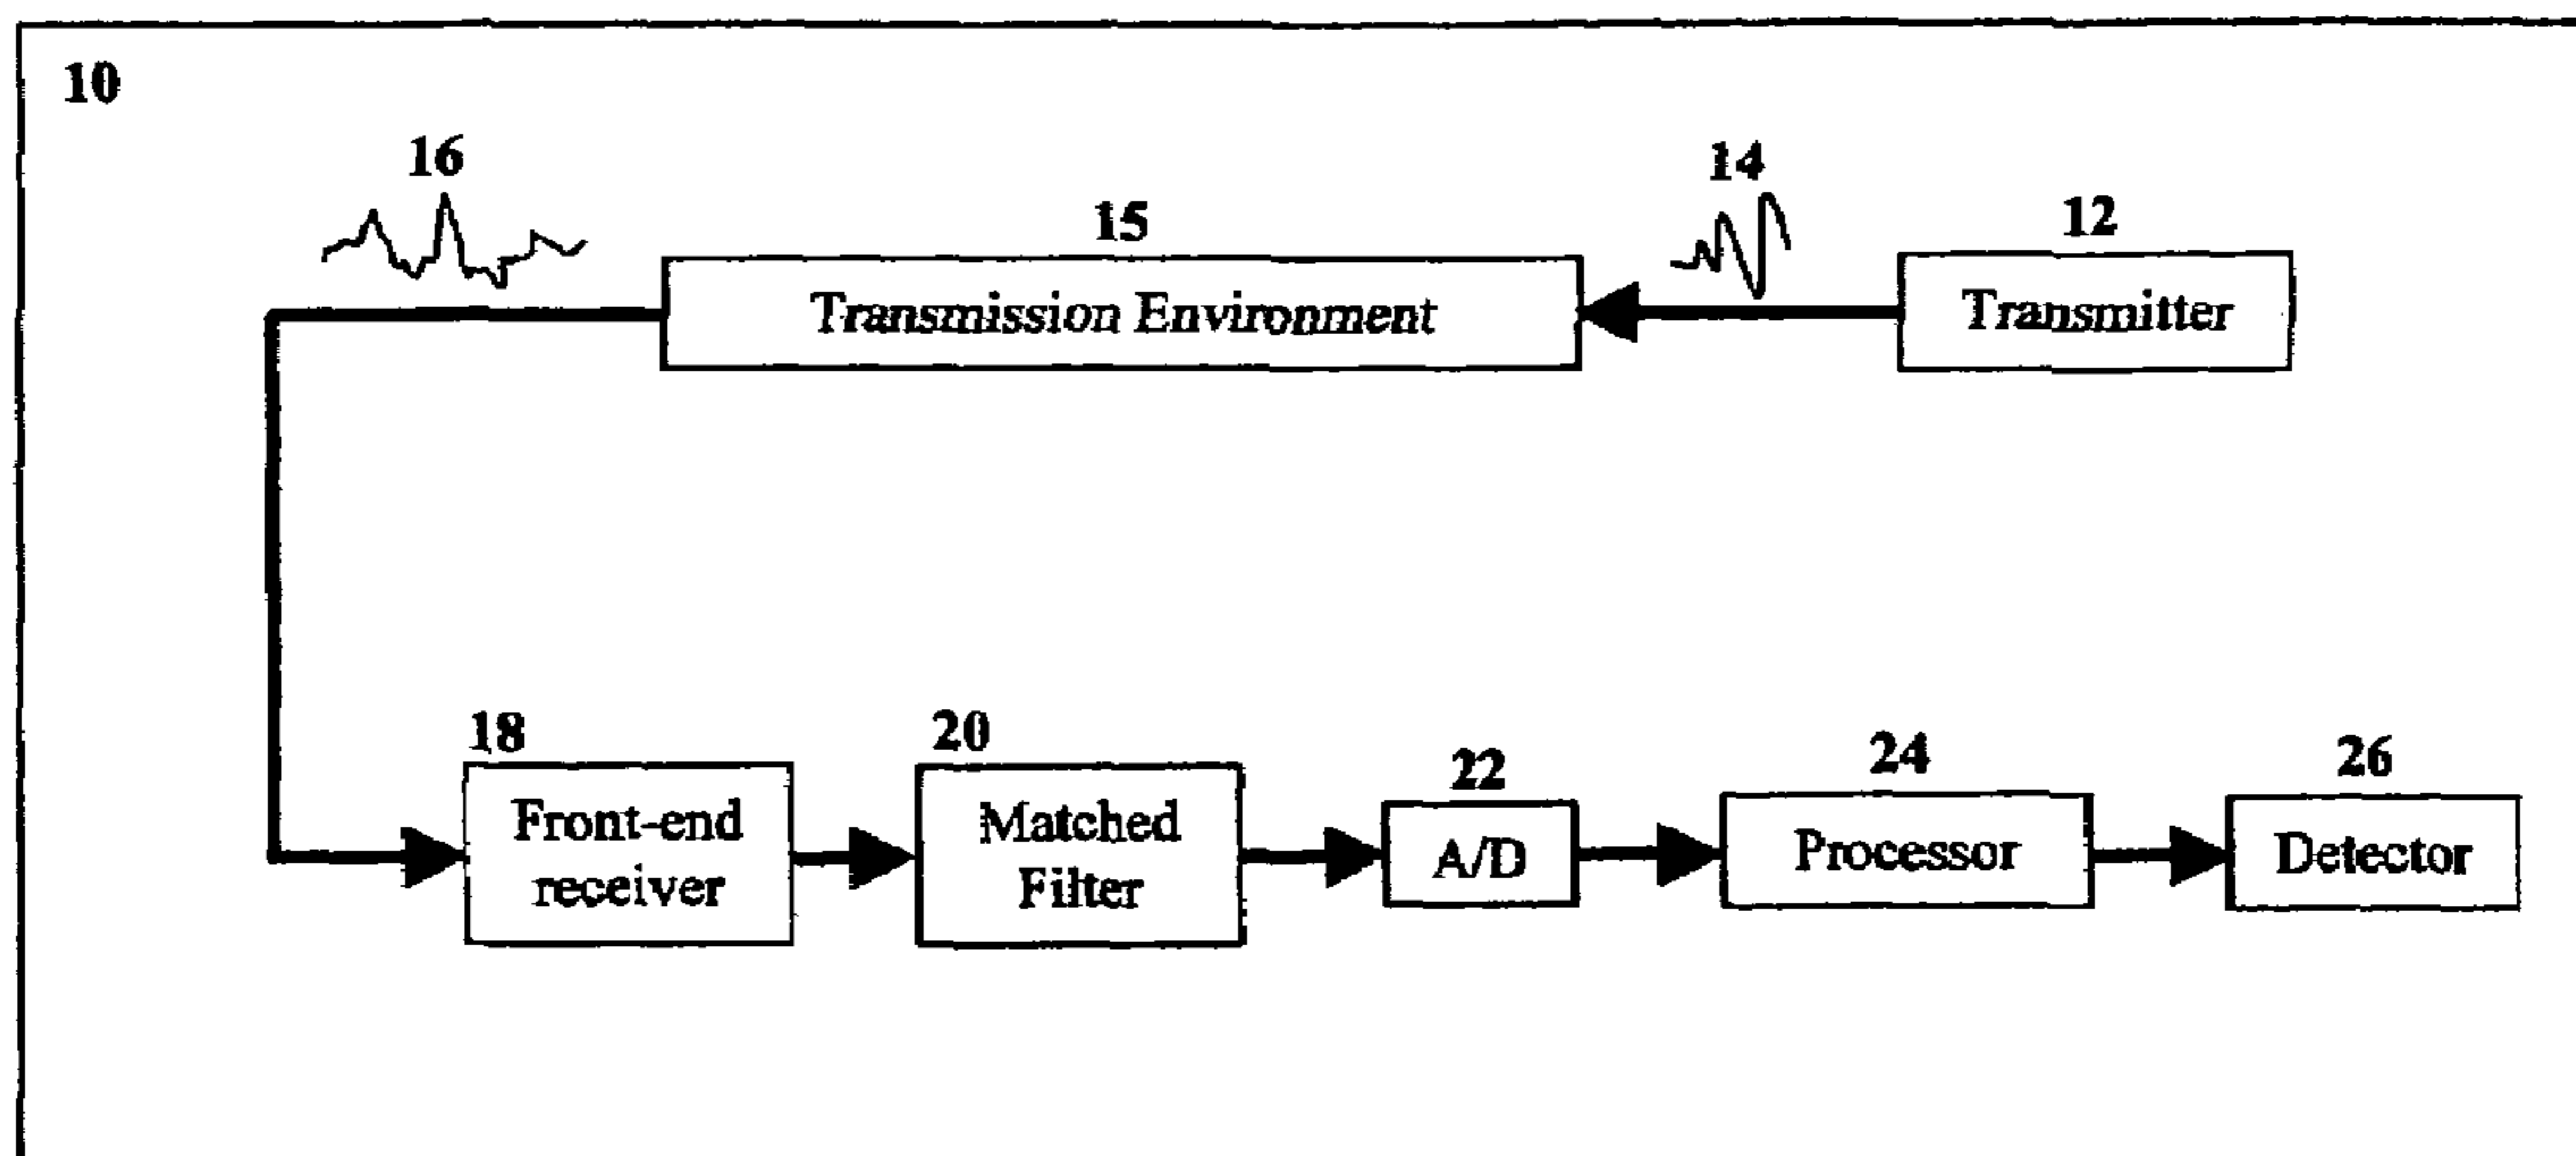 10
16
14
15
12
Transmission Environment
Transmitter
18
20
22
24
26
Front-end
receiver
Matched
Filter
A/D
Processor
Detector